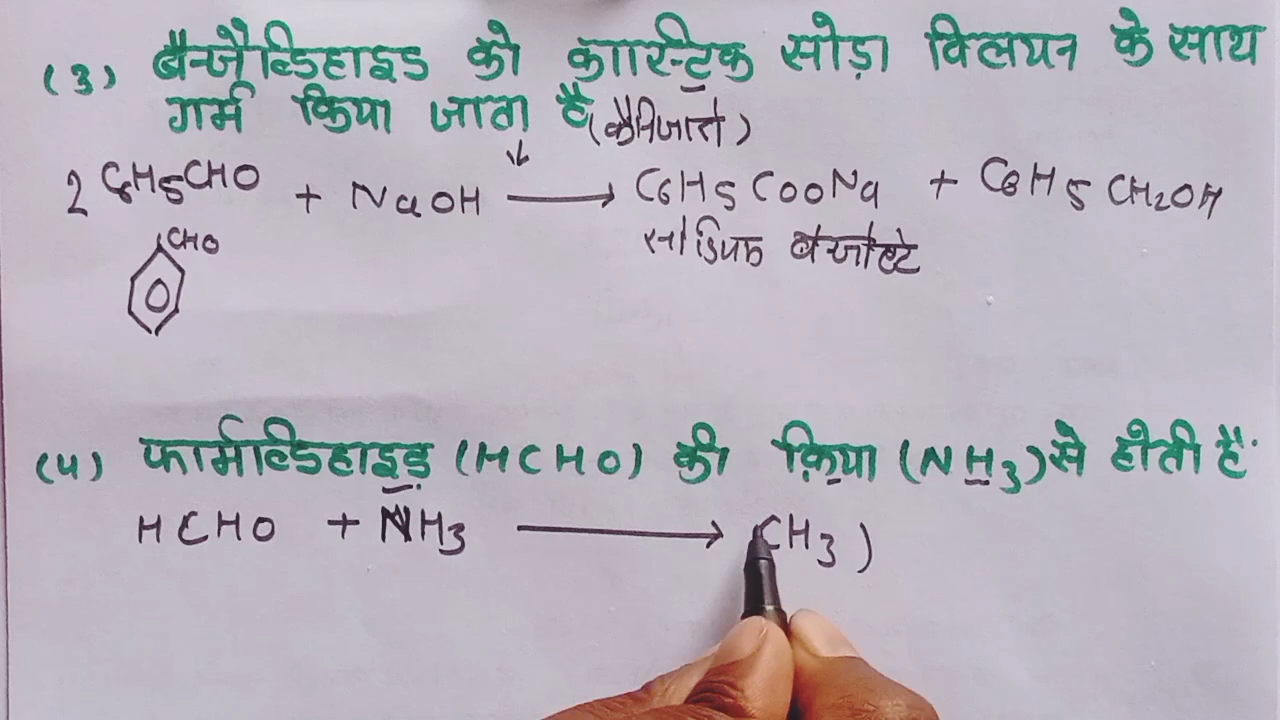 (3) बैन्जैल्डिहाइड को कास्टिक सोड़ा विलयन के साथ
गर्म किया जाता है (कैनिजारो)
↓
2 C6H5CHO + NaOH ⟶ C6H5COONa + C6H5CH2OH
CHO सोडियम बेन्जोएट
(4) फार्मल्डिहाइड़ (HCHO) की क्रिया (NH3) से होती है.
HCHO + NH3 ⟶ CH3)